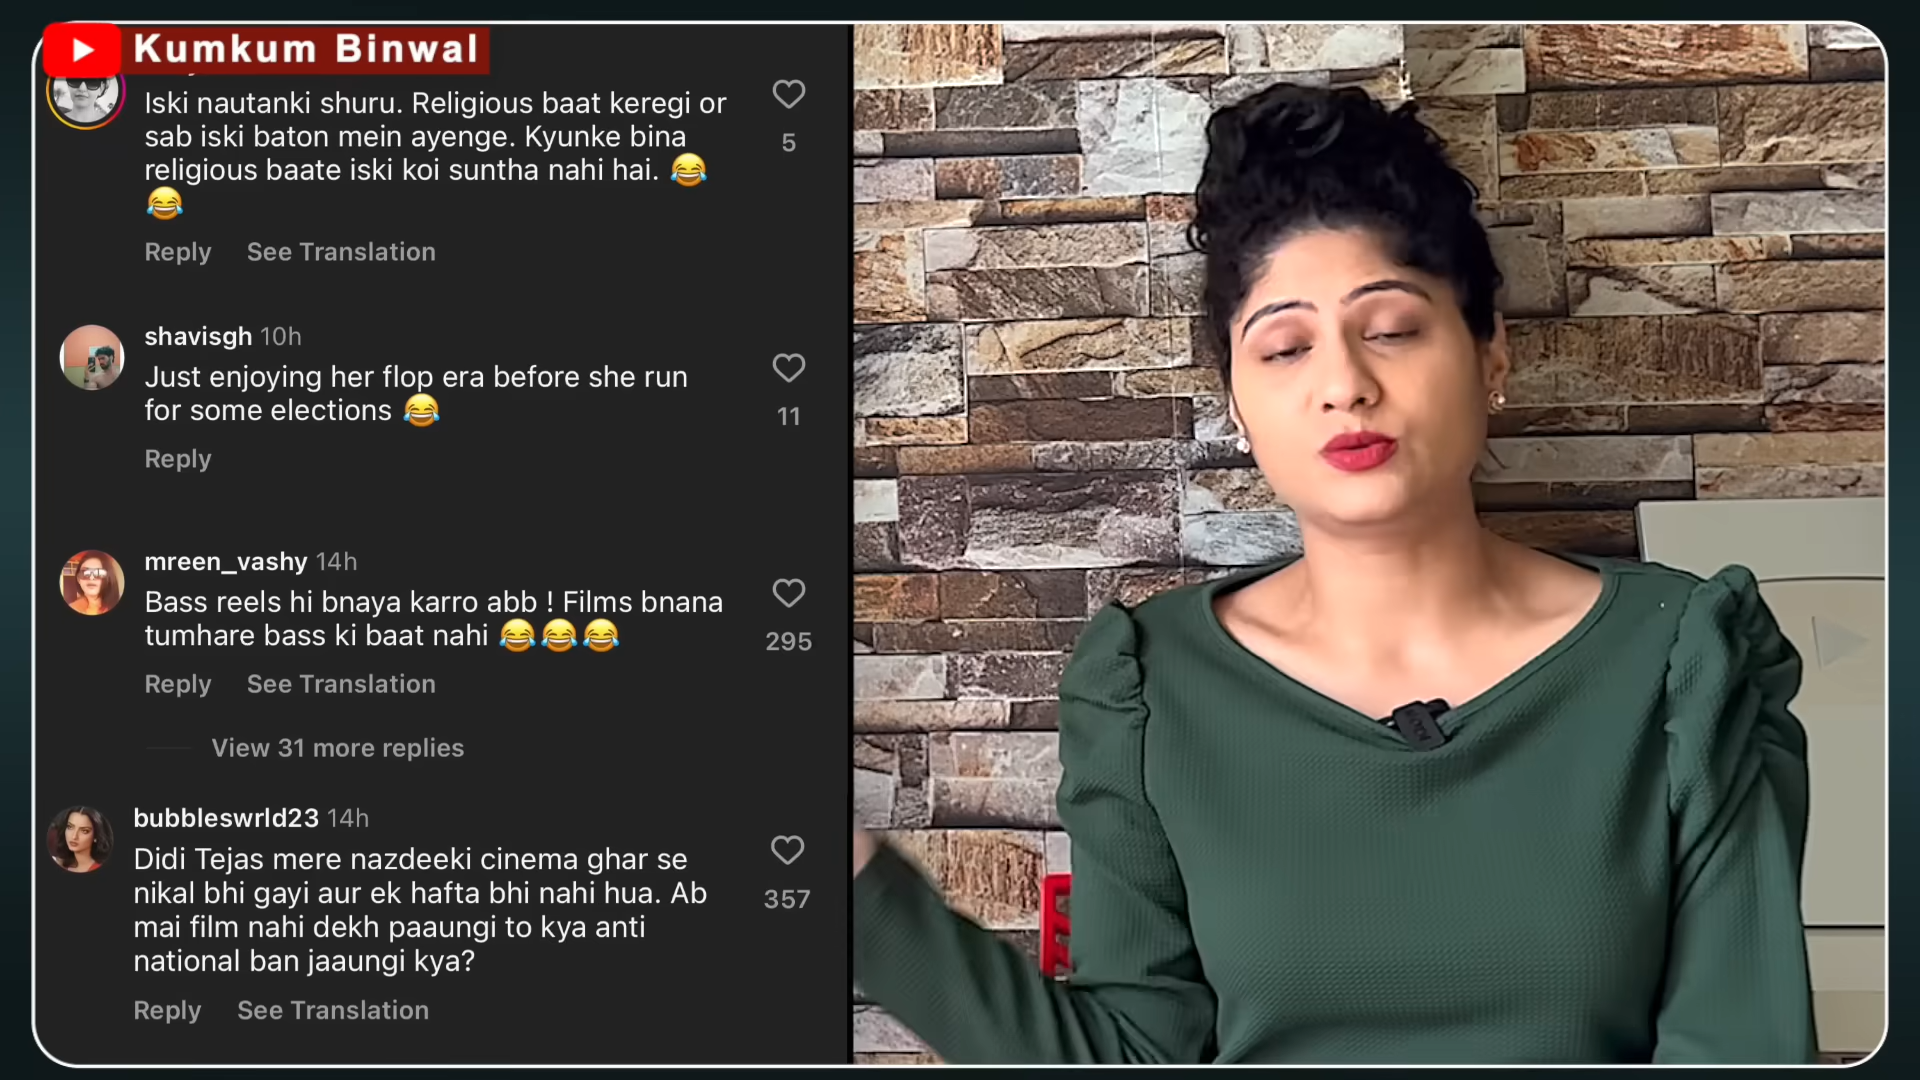 Kumkum Binwal
Iski nautanki shuru. Religious baat keregi or
sab iski baton mein ayenge. Kyunke bina
religious baate iski koi suntha nahi hai. 😂
😂
5
Reply See Translation
shavisgh 10h
Just enjoying her flop era before she run
for some elections 😂
11
Reply
mreen_vashy 14h
Bass reels hi bnaya karro abb ! Films bnana
tumhare bass ki baat nahi 😂😂😂
295
Reply See Translation
View 31 more replies
bubbleswrld23 14h
Didi Tejas mere nazdeeki cinema ghar se
nikal bhi gayi aur ek hafta bhi nahi hua. Ab
mai film nahi dekh paaungi to kya anti
national ban jaaungi kya?
357
Reply See Translation